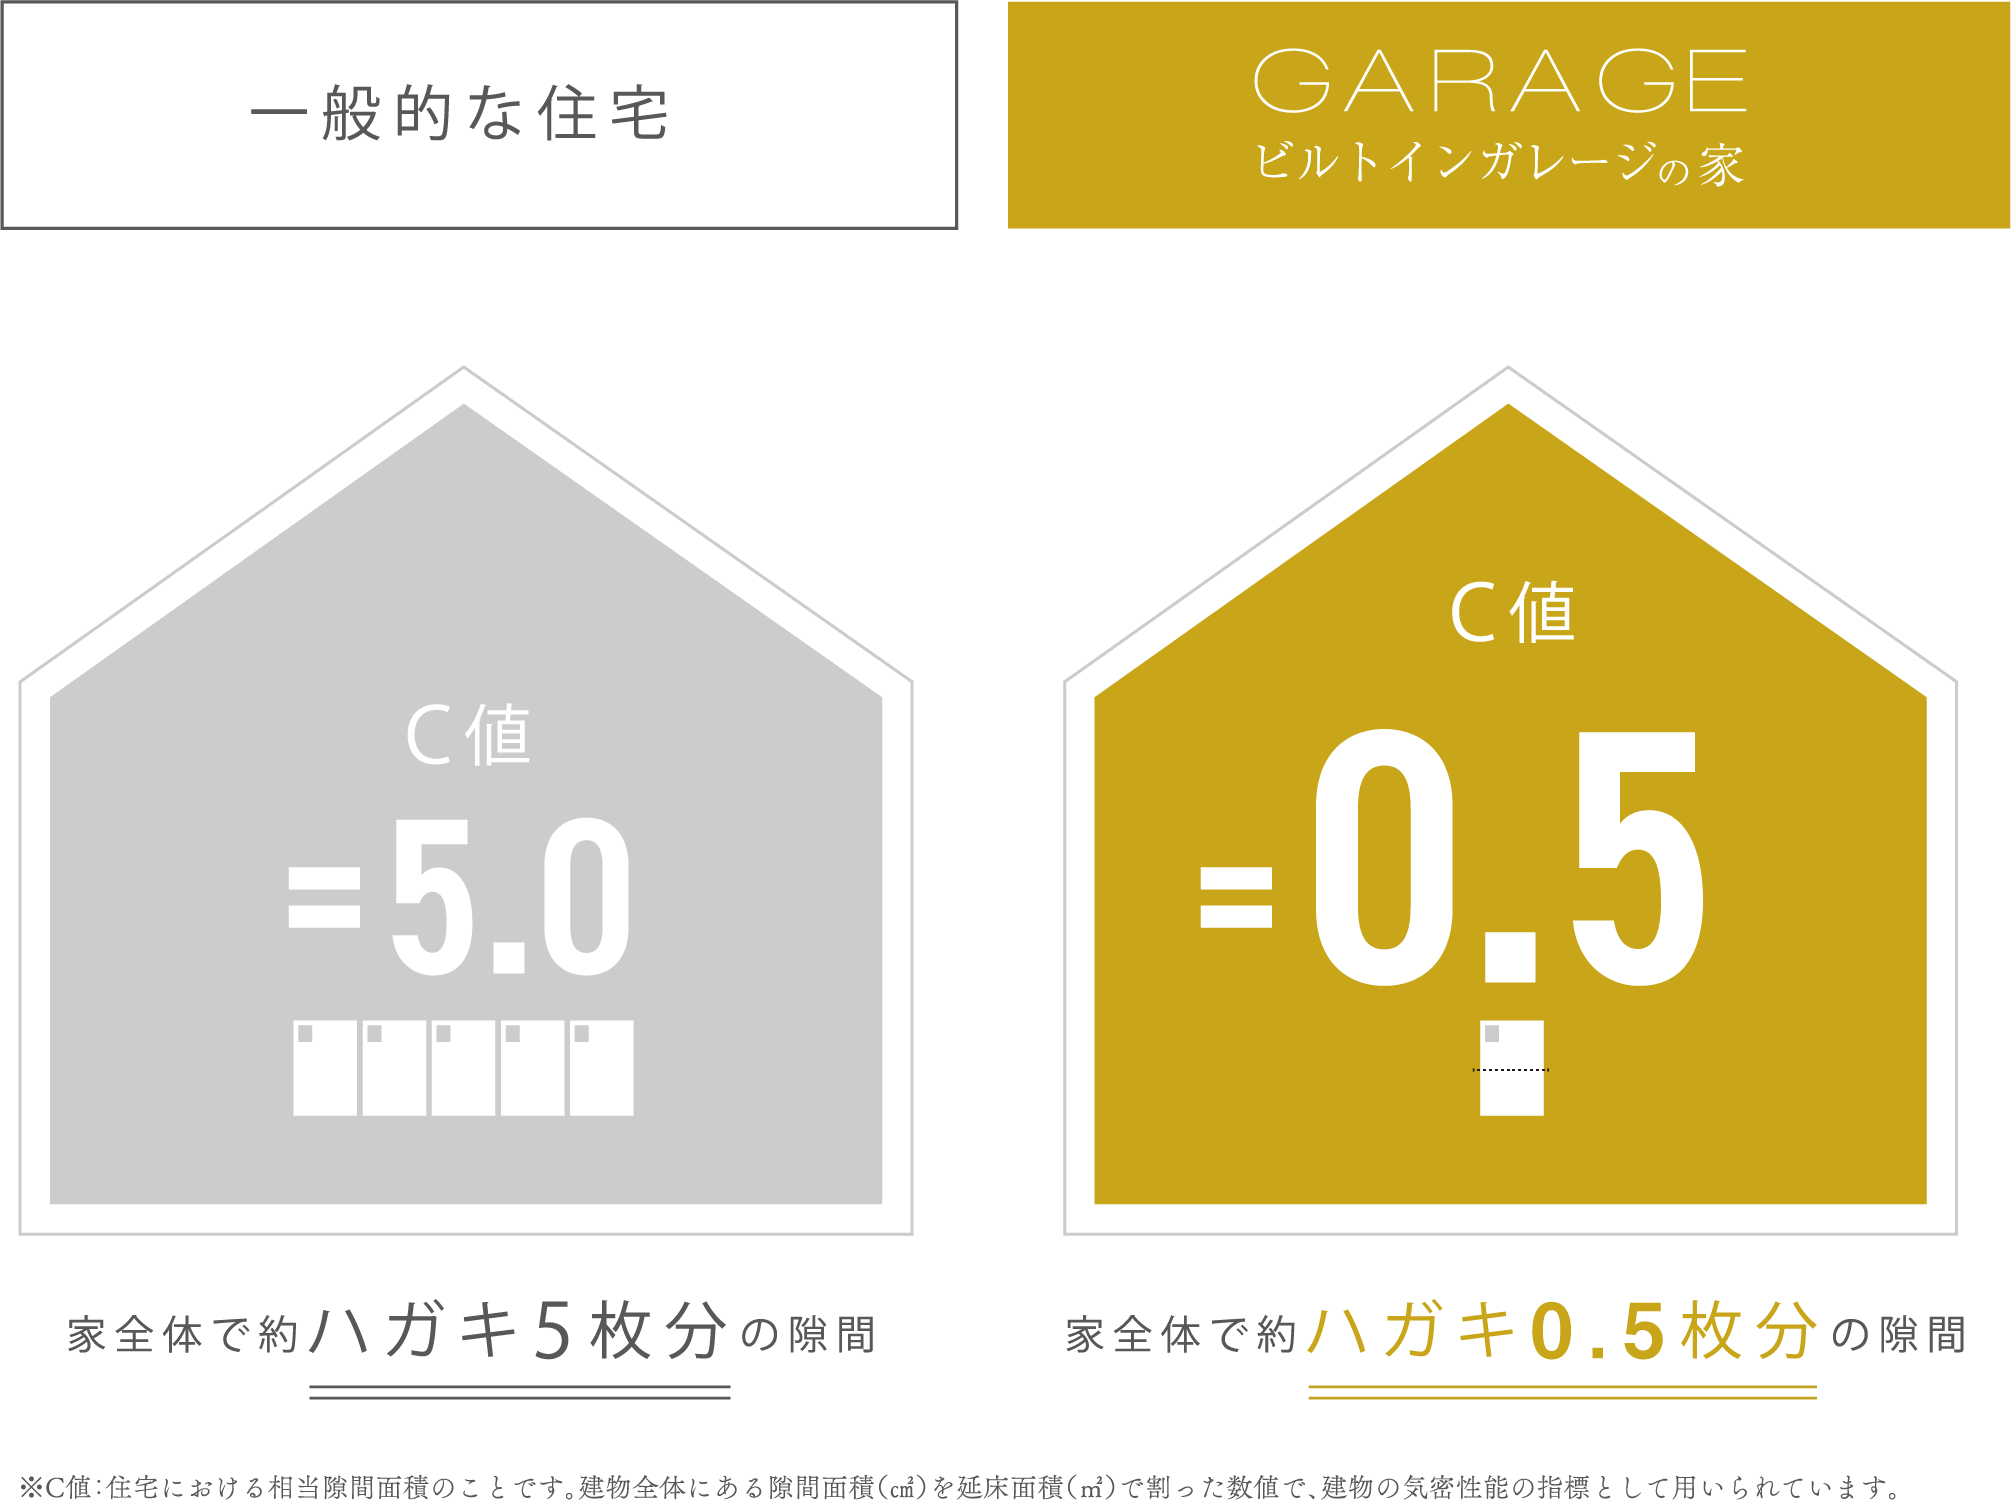 一般的な住宅
GARAGE
ビルトインガレージの家
C値
=5.0
家全体で約ハガキ5枚分の隙間
C値
=0.5
家全体で約ハガキ0.5枚分の隙間
※C値：住宅における相当隙間面積のことです。建物全体にある隙間面積(㎠)を延床面積(㎡)で割った数値で、建物の気密性能の指標として用いられています。